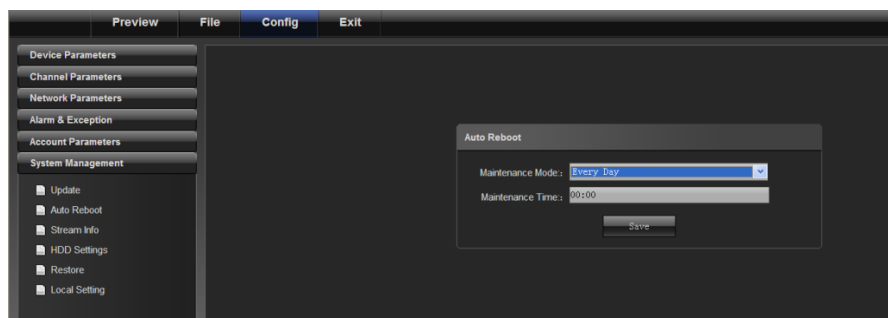 Preview File Config Exit
Device Parameters
Channel Parameters
Network Parameters
Alarm & Exception
Account Parameters
System Management
Update
Auto Reboot
Stream Info
HDD Settings
Restore
Local Setting
Auto Reboot
Maintenance Mode:: Every Day
Maintenance Time:: 00:00
Save